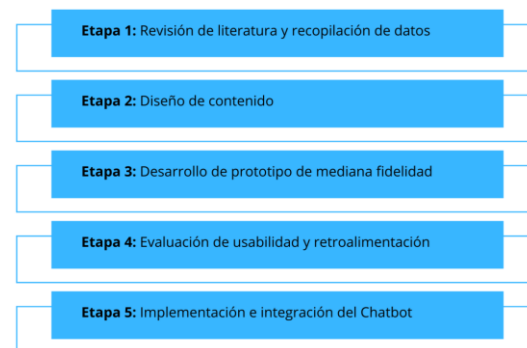 Etapa 1: Revisión de literatura y recopilación de datos
Etapa 2: Diseño de contenido
Etapa 3: Desarrollo de prototipo de mediana fidelidad
Etapa 4: Evaluación de usabilidad y retroalimentación
Etapa 5: Implementación e integración del Chatbot